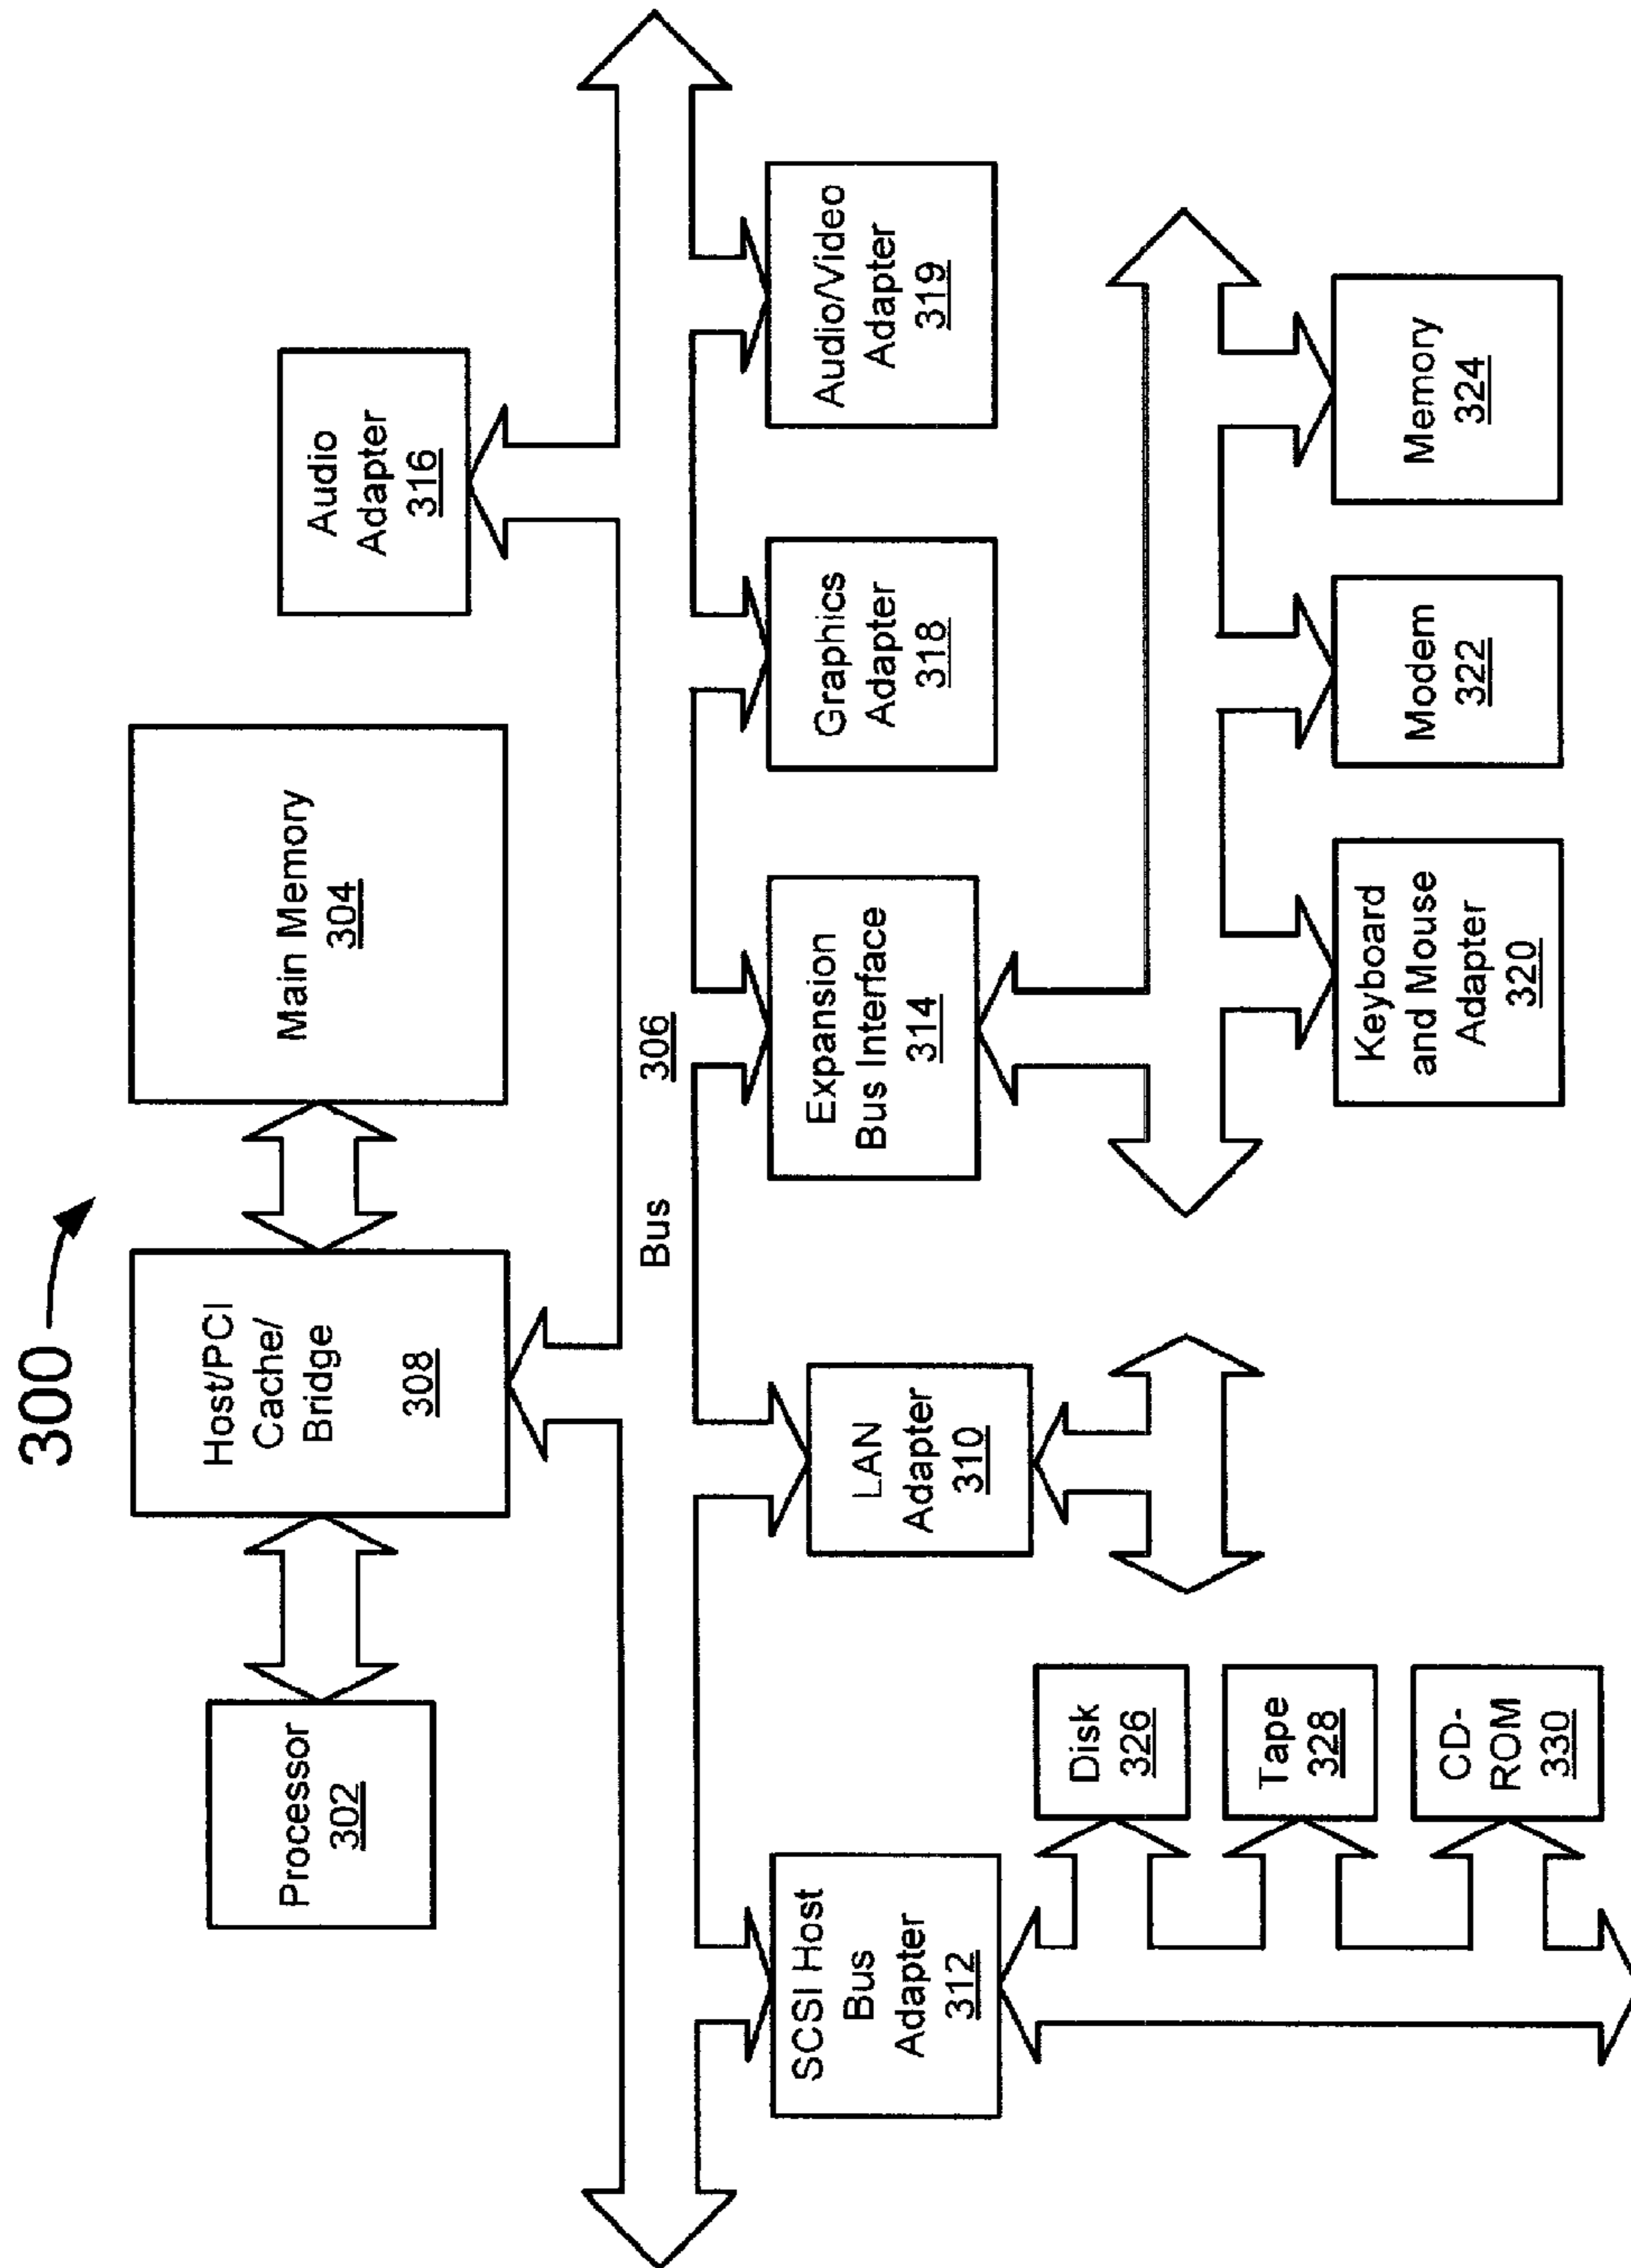 300
Processor
302
Host/PCI
Cache/
Bridge
308
Main Memory
304
Audio
Adapter
316
Bus
306
SCSI Host
Bus
Adapter
312
LAN
Adapter
310
Expansion
Bus Interface
314
Graphics
Adapter
318
Audio/Video
Adapter
319
Disk
326
Tape
328
CD-
ROM
330
Keyboard
and Mouse
Adapter
320
Modem
322
Memory
324